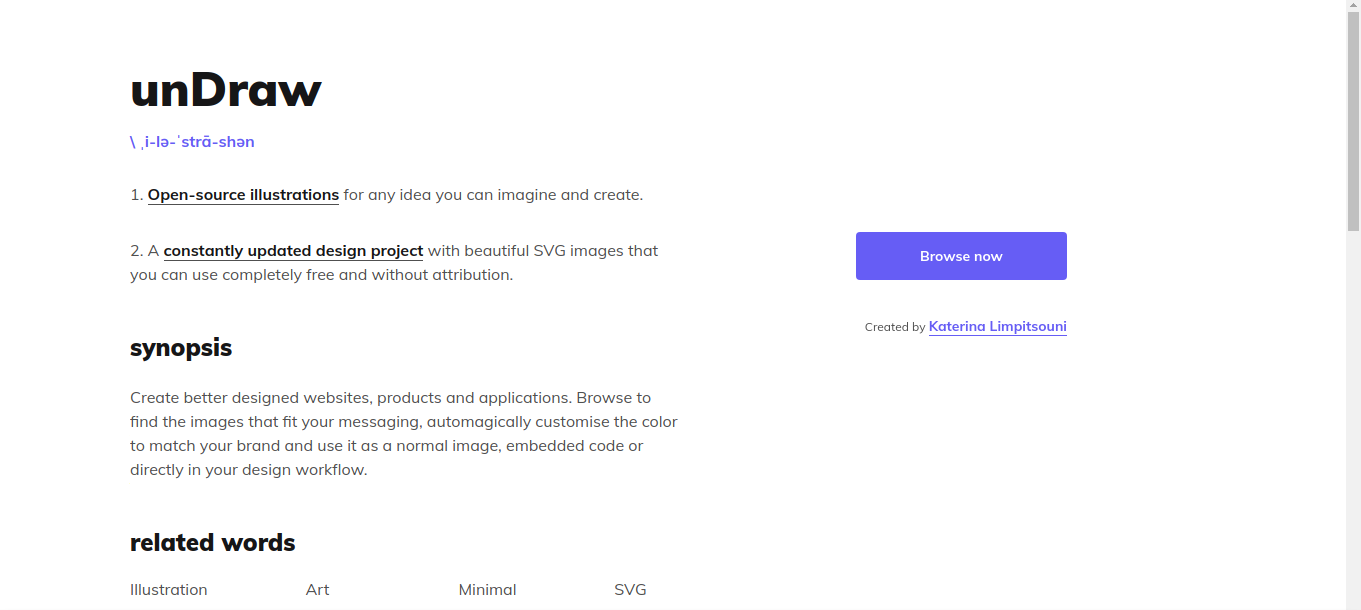 unDraw
\ ˌi-lə-ˈstrā-shən
1. Open-source illustrations for any idea you can imagine and create.
2. A constantly updated design project with beautiful SVG images that
you can use completely free and without attribution.
Browse now
Created by Katerina Limpitsouni
synopsis
Create better designed websites, products and applications. Browse to
find the images that fit your messaging, automagically customise the color
to match your brand and use it as a normal image, embedded code or
directly in your design workflow.
related words
Illustration Art Minimal SVG